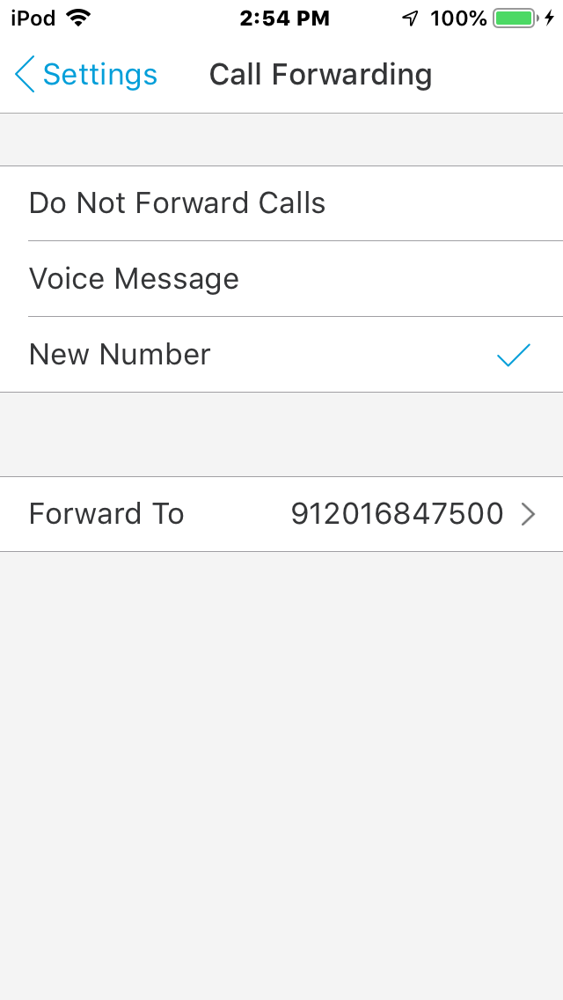 iPod 2:54 PM 100%
Settings Call Forwarding
Do Not Forward Calls
Voice Message
New Number
Forward To 912016847500